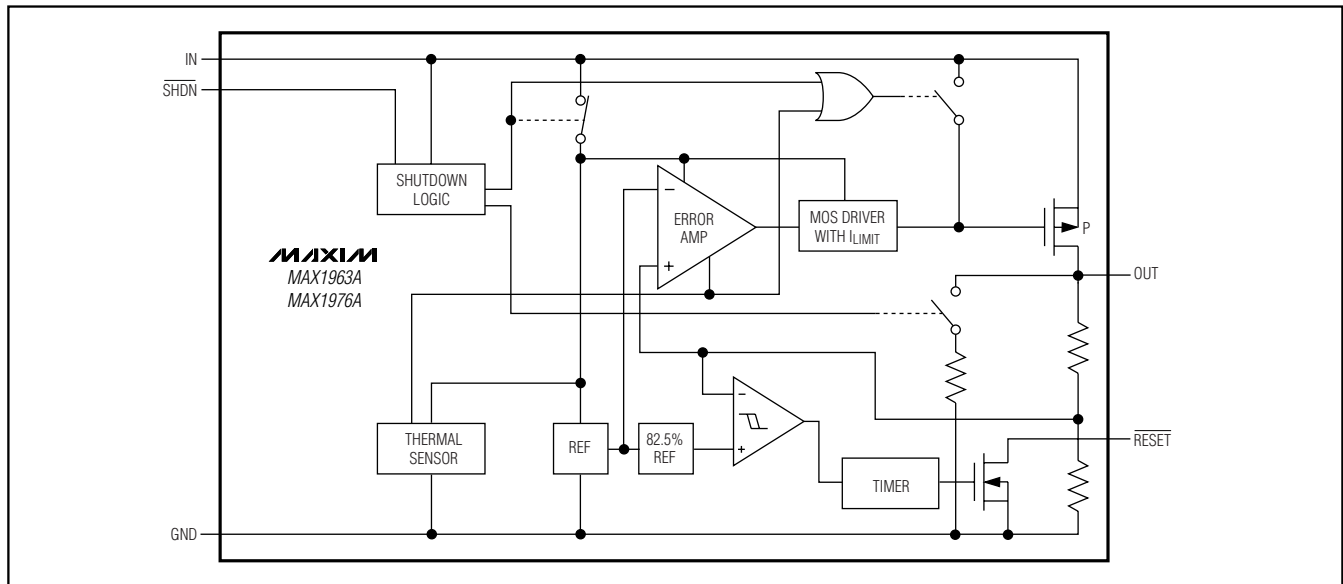 IN
SHDN
SHUTDOWN
LOGIC
−
ERROR
AMP
+
MOS DRIVER
WITH ILIMIT
P
MAXIM
MAX1963A
MAX1976A
OUT
THERMAL
SENSOR
REF
82.5%
REF
−
+
TIMER
RESET
GND